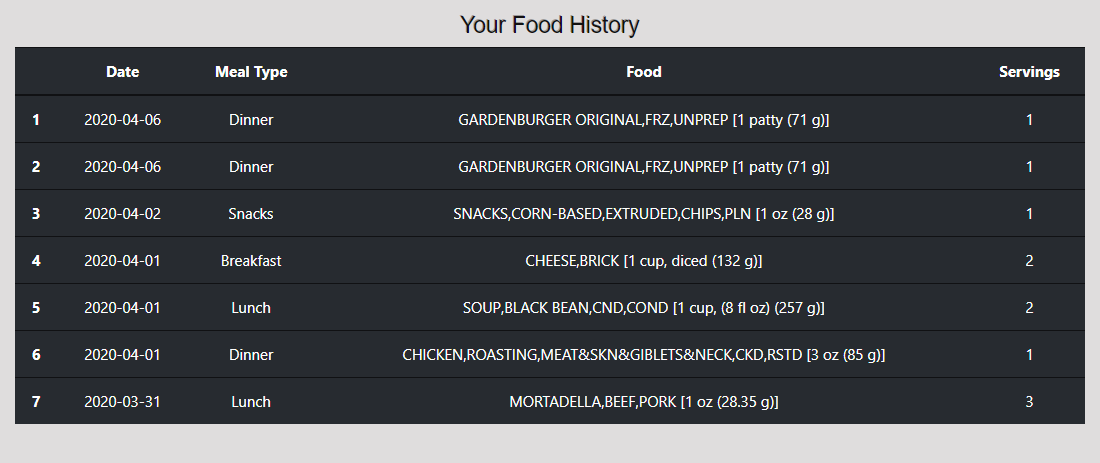 Your Food History
Date Meal Type Food Servings
1 2020-04-06 Dinner GARDENBURGER ORIGINAL,FRZ,UNPREP [1 patty (71 g)] 1
2 2020-04-06 Dinner GARDENBURGER ORIGINAL,FRZ,UNPREP [1 patty (71 g)] 1
3 2020-04-02 Snacks SNACKS,CORN-BASED,EXTRUDED,CHIPS,PLN [1 oz (28 g)] 1
4 2020-04-01 Breakfast CHEESE,BRICK [1 cup, diced (132 g)] 2
5 2020-04-01 Lunch SOUP,BLACK BEAN,CND,COND [1 cup, (8 fl oz) (257 g)] 2
6 2020-04-01 Dinner CHICKEN,ROASTING,MEAT&SKN&GIBLETS&NECK,CKD,RSTD [3 oz (85 g)] 1
7 2020-03-31 Lunch MORTADELLA,BEEF,PORK [1 oz (28.35 g)] 3